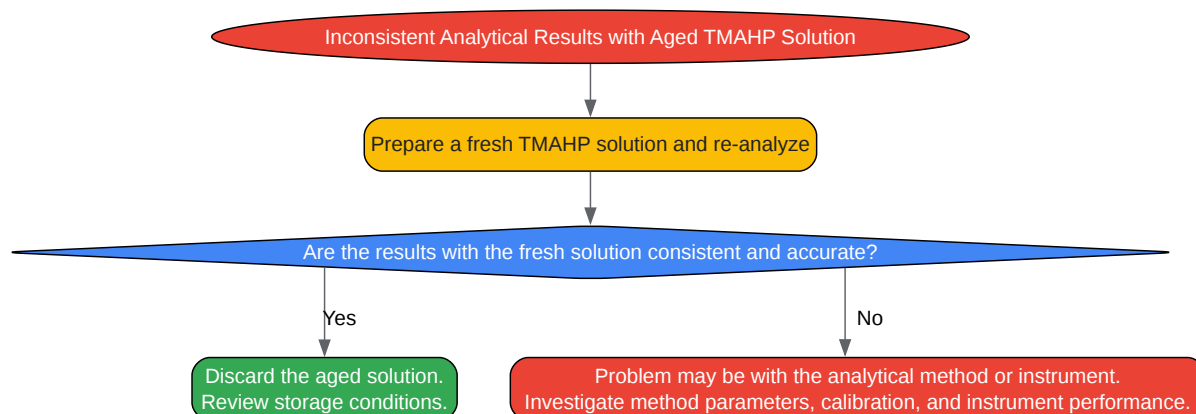 Inconsistent Analytical Results with Aged TMAHP Solution
Prepare a fresh TMAHP solution and re-analyze
Are the results with the fresh solution consistent and accurate?
Yes
No
Discard the aged solution.
Review storage conditions.
Problem may be with the analytical method or instrument.
Investigate method parameters, calibration, and instrument performance.